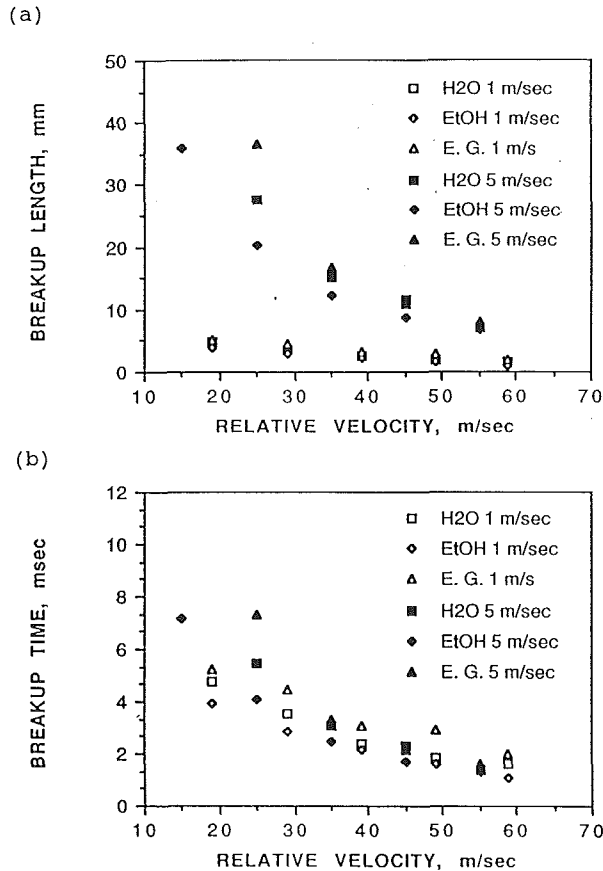 (a)
50
40
30
20
10
0
BREAKUP LENGTH, mm
H2O 1 m/sec
EtOH 1 m/sec
E. G. 1 m/s
H2O 5 m/sec
EtOH 5 m/sec
E. G. 5 m/sec
10 20 30 40 50 60 70
RELATIVE VELOCITY, m/sec
(b)
12
10
8
6
4
2
0
BREAKUP TIME, msec
H2O 1 m/sec
EtOH 1 m/sec
E. G. 1 m/s
H2O 5 m/sec
EtOH 5 m/sec
E. G. 5 m/sec
10 20 30 40 50 60 70
RELATIVE VELOCITY, m/sec